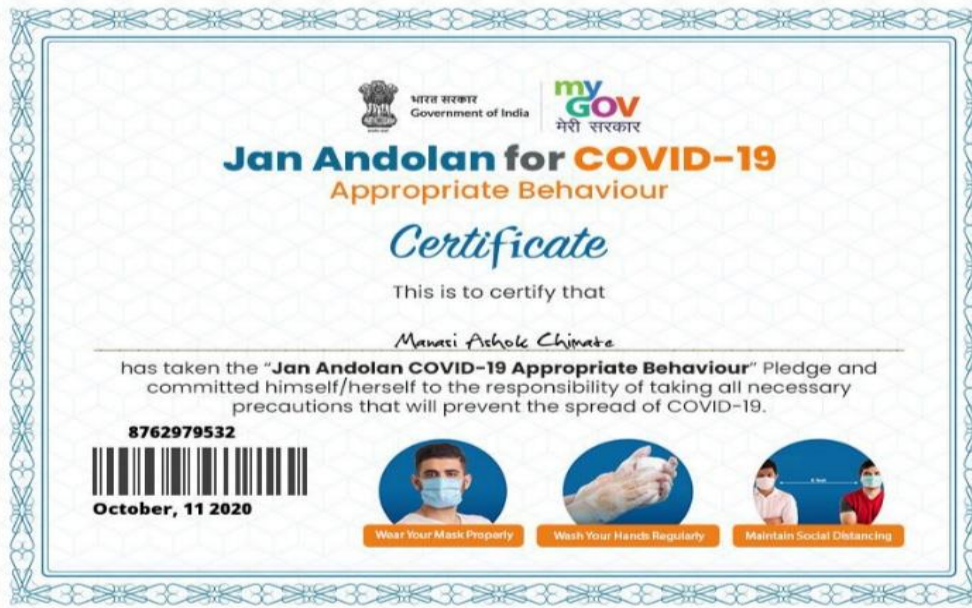 भारत सरकार
Government of India
my
GOV
मेरी सरकार
Jan Andolan for COVID-19
Appropriate Behaviour
Certificate
This is to certify that
Manasi Ashok Chimate
has taken the “Jan Andolan COVID-19 Appropriate Behaviour” Pledge and
committed himself/herself to the responsibility of taking all necessary
precautions that will prevent the spread of COVID-19.
8762979532
October, 11 2020
Wear Your Mask Properly
Wash Your Hands Regularly
Maintain Social Distancing